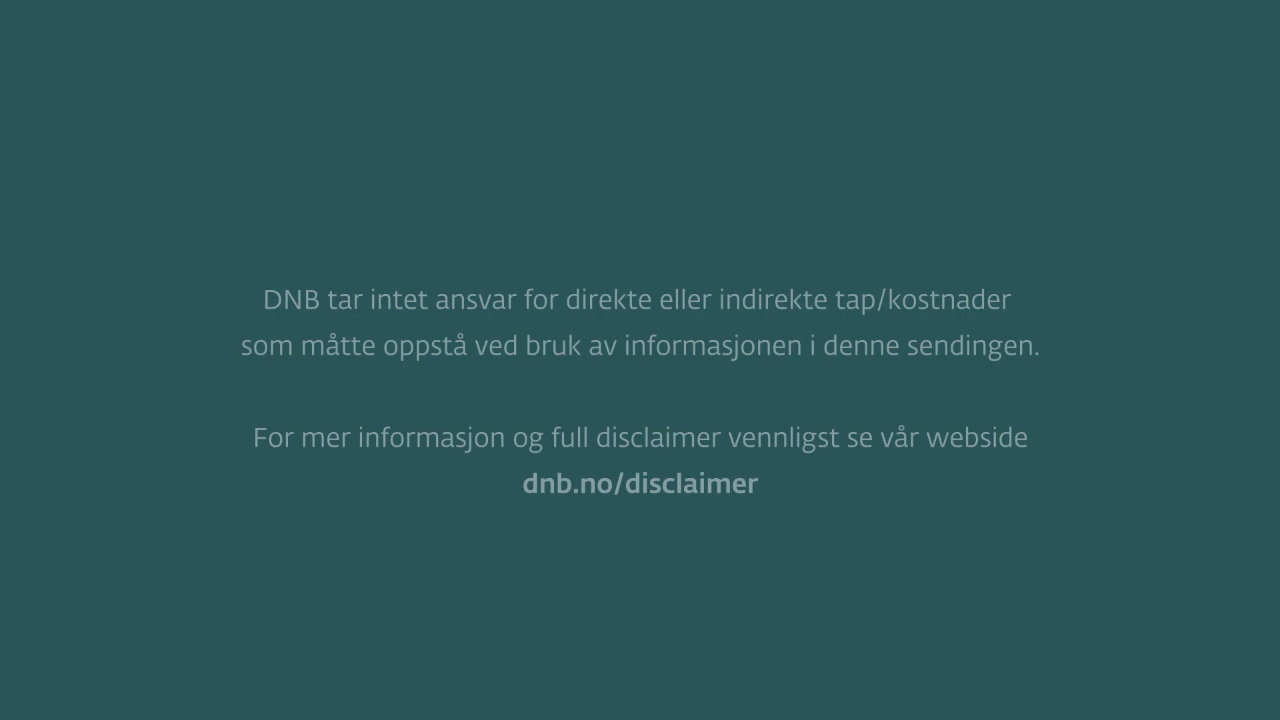 DNB tar intet ansvar for direkte eller indirekte tap/kostnader
som måtte oppstå ved bruk av informasjonen i denne sendingen.
For mer informasjon og full disclaimer vennligst se vår webside
dnb.no/disclaimer